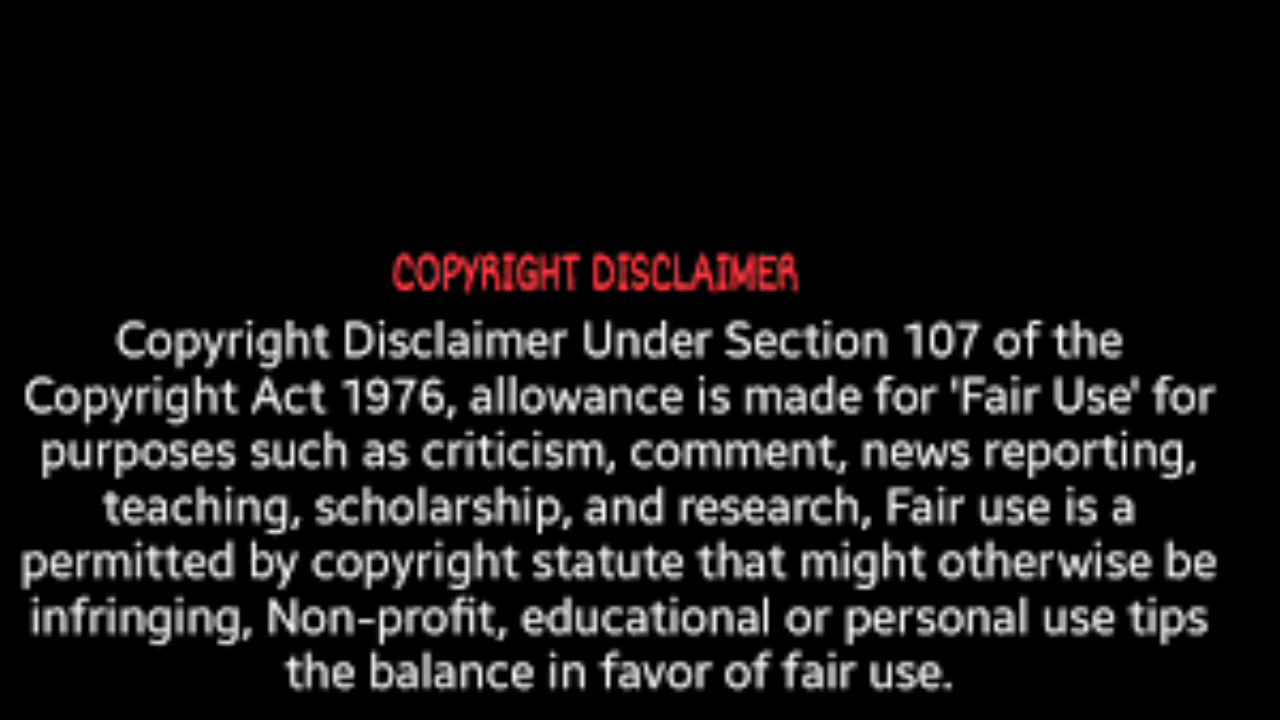 COPYRIGHT DISCLAIMER
Copyright Disclaimer Under Section 107 of the
Copyright Act 1976, allowance is made for 'Fair Use' for
purposes such as criticism, comment, news reporting,
teaching, scholarship, and research, Fair use is a
permitted by copyright statute that might otherwise be
infringing, Non-profit, educational or personal use tips
the balance in favor of fair use.